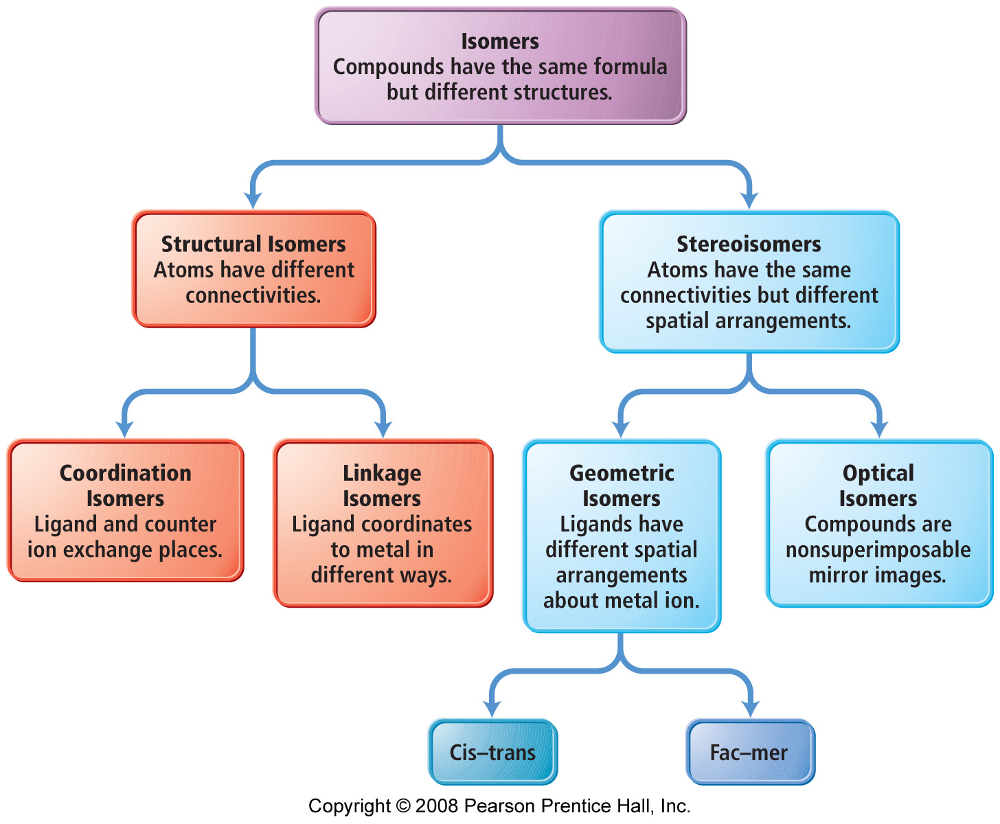 Isomers
Compounds have the same formula
but different structures.
Structural Isomers
Atoms have different
connectivities.
Stereoisomers
Atoms have the same
connectivities but different
spatial arrangements.
Coordination
Isomers
Ligand and counter
ion exchange places.
Linkage
Isomers
Ligand coordinates
to metal in
different ways.
Geometric
Isomers
Ligands have
different spatial
arrangements
about metal ion.
Optical
Isomers
Compounds are
nonsuperimposable
mirror images.
Cis–trans
Fac–mer
Copyright © 2008 Pearson Prentice Hall, Inc.